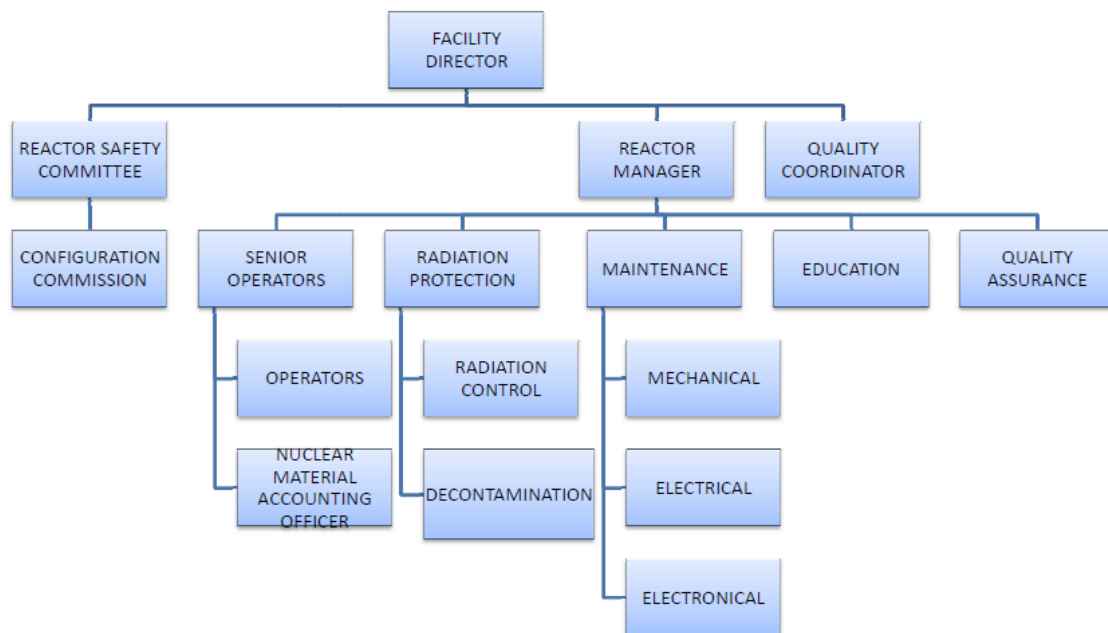 FACILITY
DIRECTOR
REACTOR SAFETY
COMMITTEE
REACTOR
MANAGER
QUALITY
COORDINATOR
CONFIGURATION
COMMISSION
SENIOR
OPERATORS
RADIATION
PROTECTION
MAINTENANCE
EDUCATION
QUALITY
ASSURANCE
OPERATORS
RADIATION
CONTROL
MECHANICAL
NUCLEAR
MATERIAL
ACCOUNTING
OFFICER
DECONTAMINATION
ELECTRICAL
ELECTRONICAL